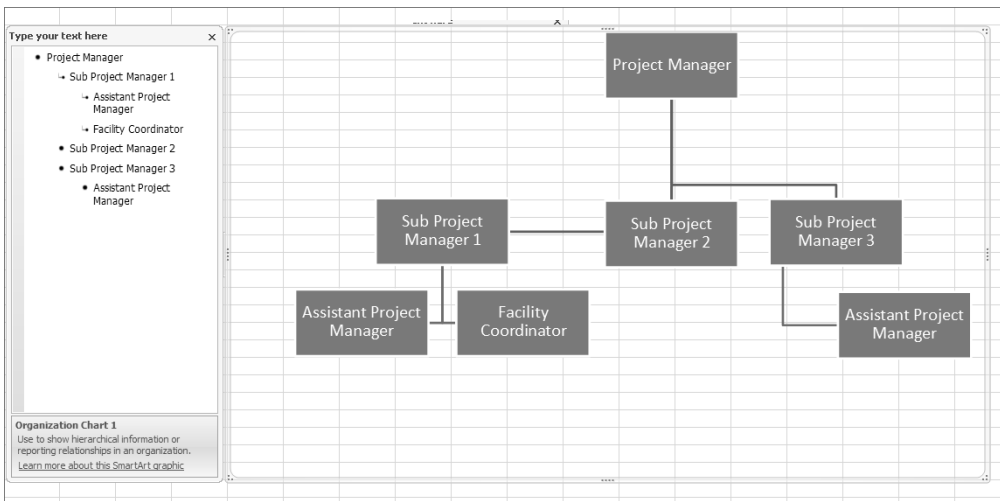 Type your text here
Project Manager
Sub Project Manager 1
Assistant Project
Manager
Facility Coordinator
Sub Project Manager 2
Sub Project Manager 3
Assistant Project
Manager
Organization Chart 1
Use to show hierarchical information or
reporting relationships in an organization.
Learn more about this SmartArt graphic
Project Manager
Sub Project
Manager 1
Sub Project
Manager 2
Sub Project
Manager 3
Assistant Project
Manager
Facility
Coordinator
Assistant Project
Manager